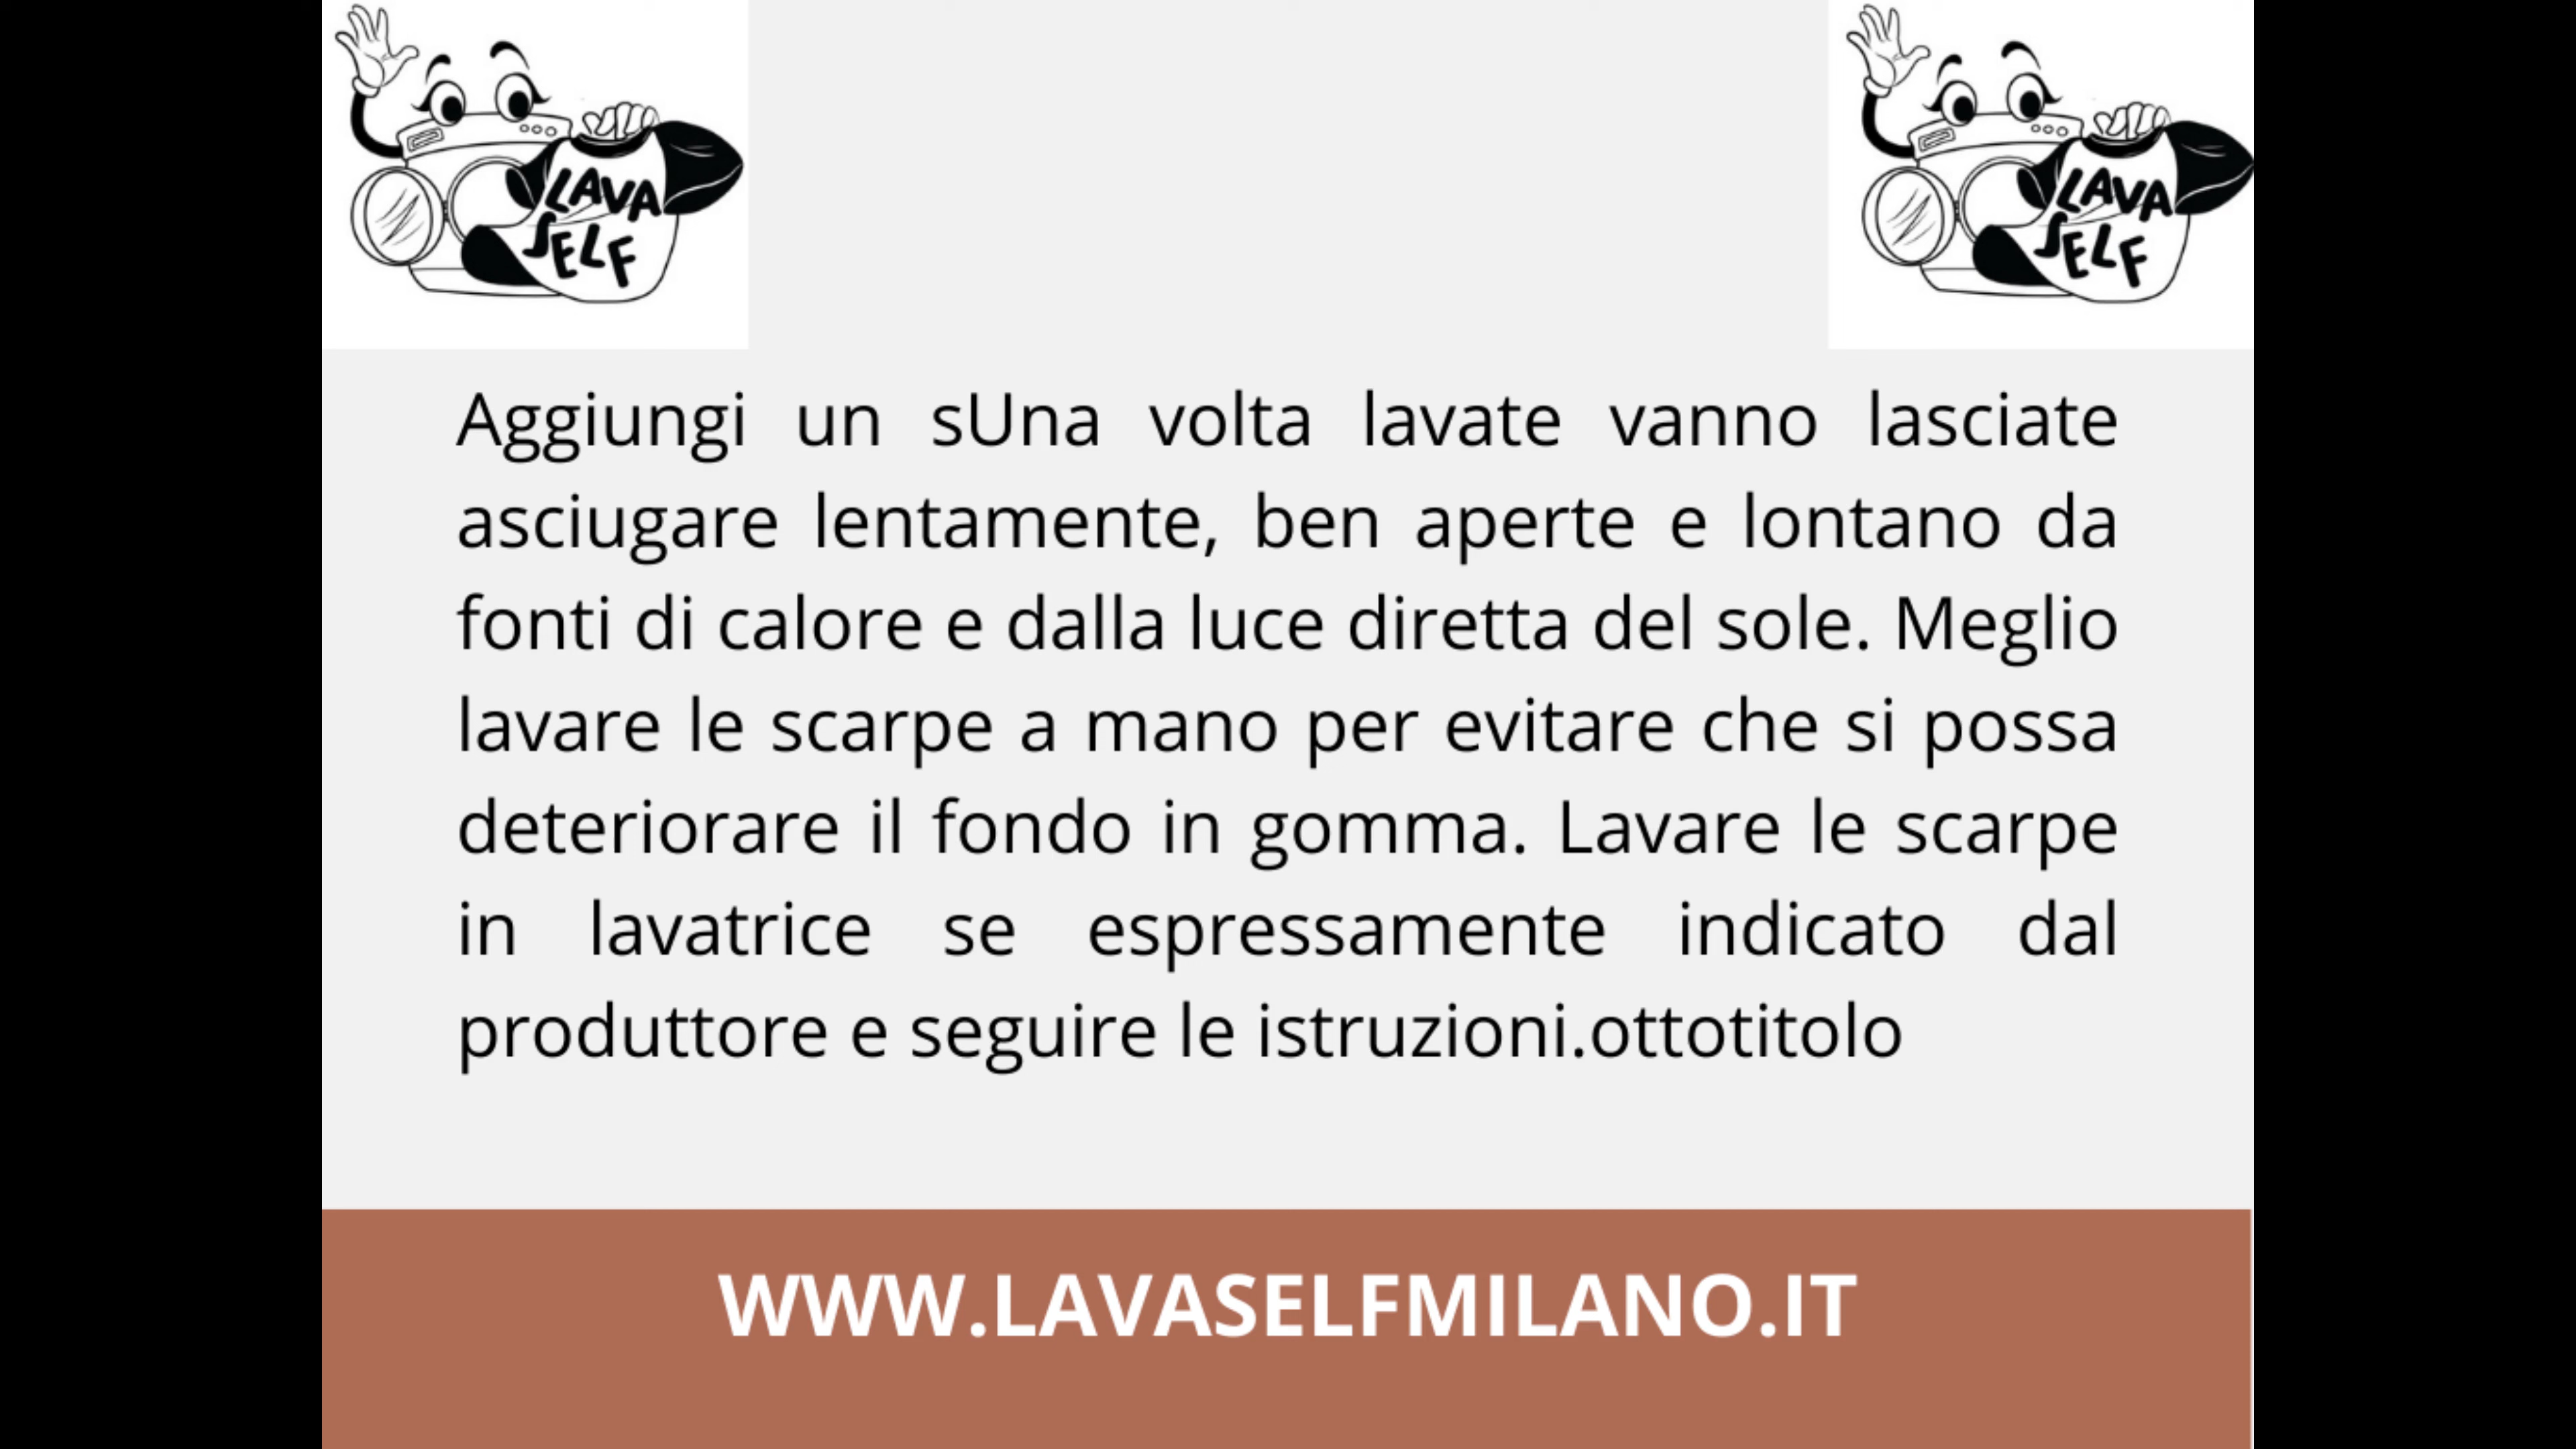 LAVA
SELF
LAVA
SELF
Aggiungi un sUna volta lavate vanno lasciate
asciugare lentamente, ben aperte e lontano da
fonti di calore e dalla luce diretta del sole. Meglio
lavare le scarpe a mano per evitare che si possa
deteriorare il fondo in gomma. Lavare le scarpe
in lavatrice se espressamente indicato dal
produttore e seguire le istruzioni.ottotitolo
WWW.LAVASELFMILANO.IT